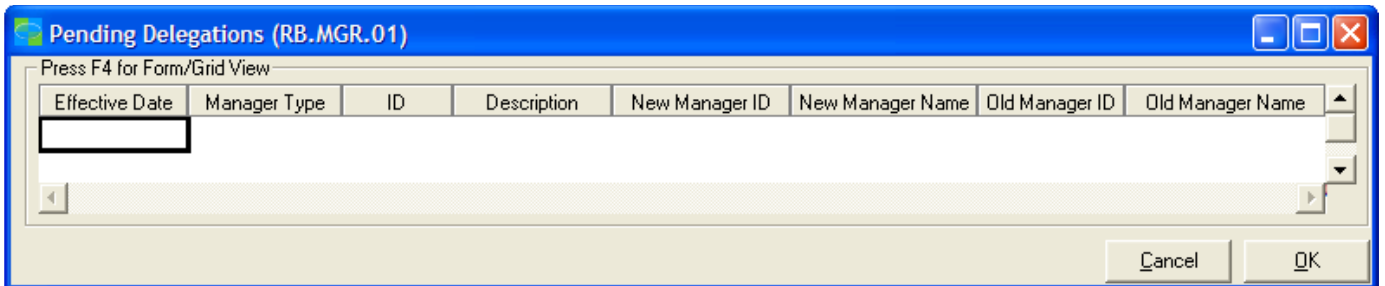 Pending Delegations (RB.MGR.01)
Press F4 for Form/Grid View
Effective Date Manager Type ID Description New Manager ID New Manager Name Old Manager ID Old Manager Name
Cancel OK